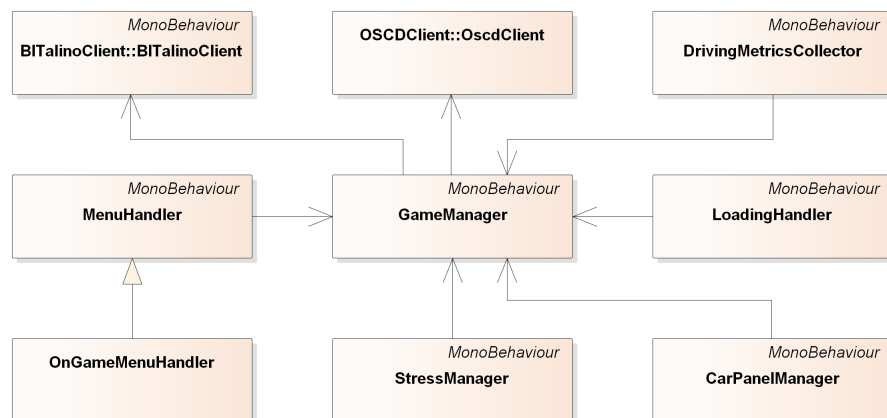 MonoBehaviour
BITalinoClient::BITalinoClient
OSCDClient::OscdClient
MonoBehaviour
DrivingMetricsCollector
MonoBehaviour
MenuHandler
MonoBehaviour
GameManager
MonoBehaviour
LoadingHandler
OnGameMenuHandler
MonoBehaviour
StressManager
MonoBehaviour
CarPanelManager